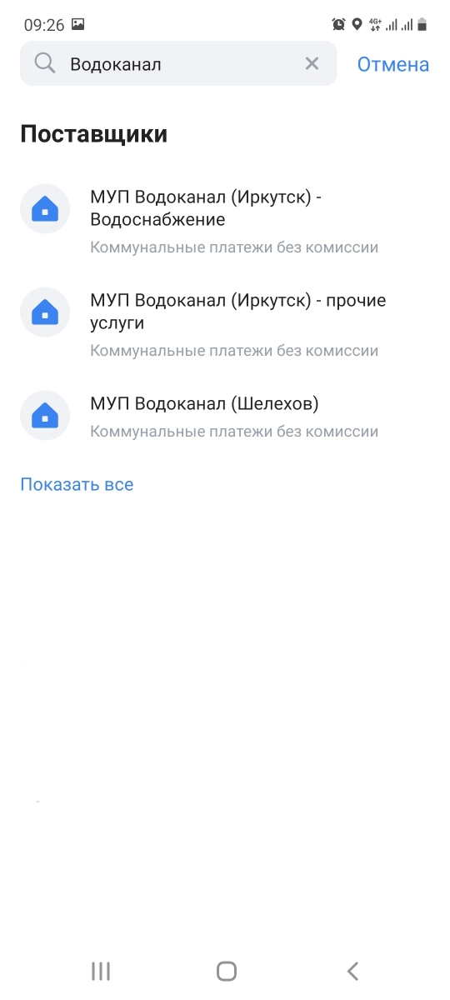 09:26
4G+
Водоканал
Отмена
Поставщики
МУП Водоканал (Иркутск) -
Водоснабжение
Коммунальные платежи без комиссии
МУП Водоканал (Иркутск) - прочие
услуги
Коммунальные платежи без комиссии
МУП Водоканал (Шелехов)
Коммунальные платежи без комиссии
Показать все